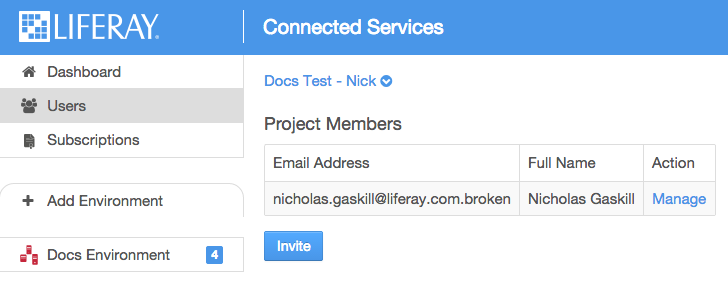 LIFERAY.
Connected Services
Dashboard
Users
Subscriptions
Add Environment
Docs Environment 4
Docs Test - Nick
Project Members
Email Address Full Name Action
nicholas.gaskill@liferay.com.broken Nicholas Gaskill Manage
Invite